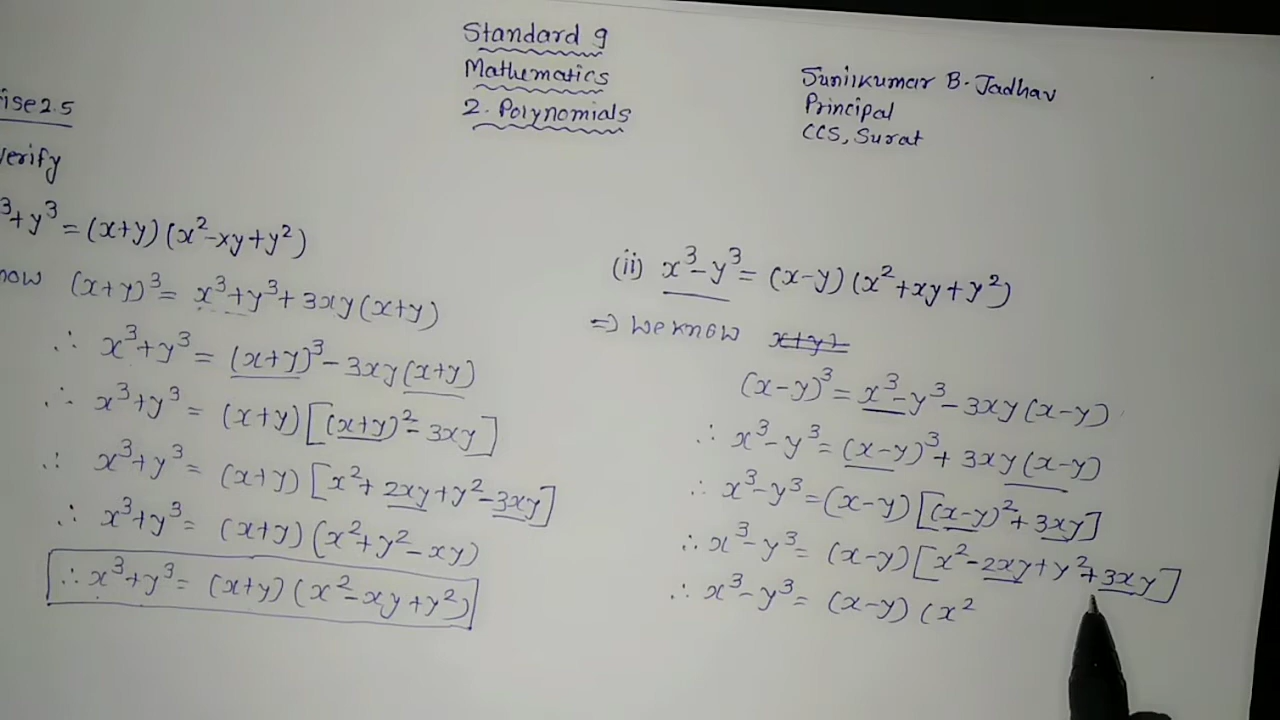 Standard 9
Mathematics
2. Polynomials
Sunilkumar B. Jadhav
Principal
CCS, Surat
ise 2.5
Verify
³+y³ = (x+y)(x²-xy+y²)
now (x+y)³ = x³+y³+3xy(x+y)
∴ x³+y³ = (x+y)³-3xy(x+y)
∴ x³+y³ = (x+y)[(x+y)²-3xy]
∴ x³+y³ = (x+y)[x²+2xy+y²-3xy]
∴ x³+y³ = (x+y)(x²+y²-xy)
∴ x³+y³ = (x+y)(x²-xy+y²)
(ii) x³-y³ = (x-y)(x²+xy+y²)
⇒ We know
(x-y)³ = x³-y³-3xy(x-y)
∴ x³-y³ = (x-y)³+3xy(x-y)
∴ x³-y³ = (x-y)[(x-y)²+3xy]
∴ x³-y³ = (x-y)[x²-2xy+y²+3xy]
∴ x³-y³ = (x-y)(x²